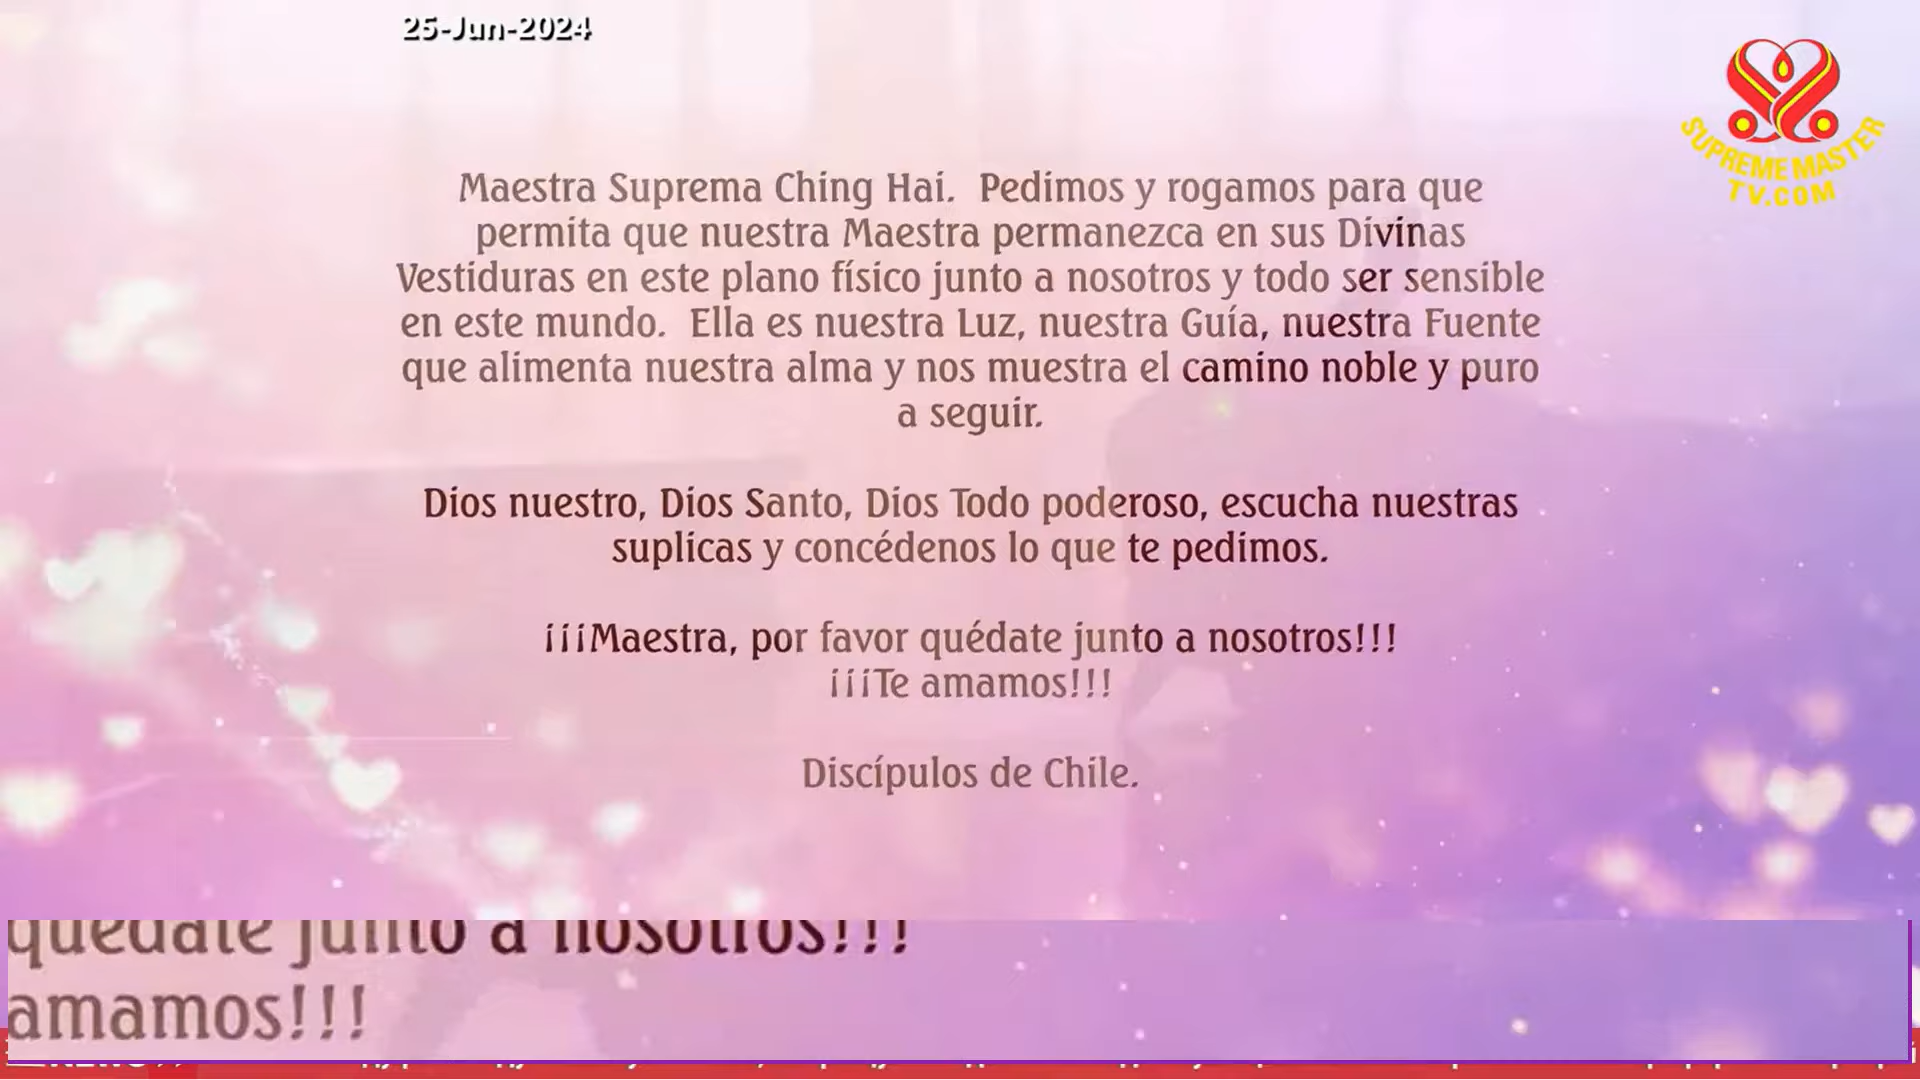 25-Jun-2024
SUPREME MASTER
TV.COM
Maestra Suprema Ching Hai. Pedimos y rogamos para que
permita que nuestra Maestra permanezca en sus Divinas
Vestiduras en este plano físico junto a nosotros y todo ser sensible
en este mundo. Ella es nuestra Luz, nuestra Guía, nuestra Fuente
que alimenta nuestra alma y nos muestra el camino noble y puro
a seguir.
Dios nuestro, Dios Santo, Dios Todo poderoso, escucha nuestras
suplicas y concédenos lo que te pedimos.
¡¡¡Maestra, por favor quédate junto a nosotros!!!
¡¡¡Te amamos!!!
Discípulos de Chile.
quédate junto a nosotros!!!
amamos!!!